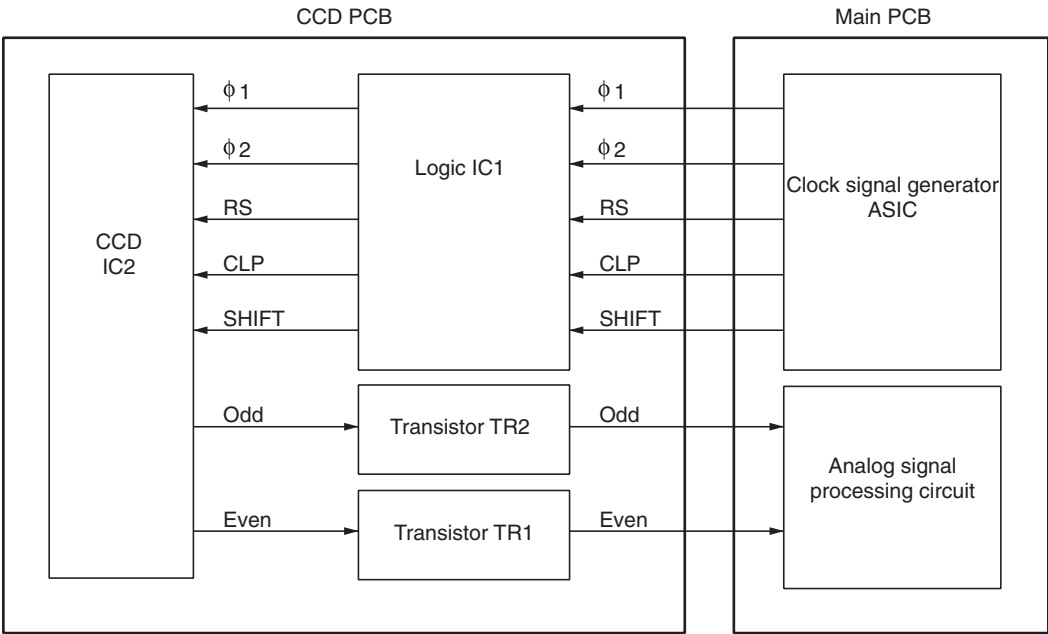 CCD PCB
Main PCB
ϕ1
ϕ1
ϕ2
ϕ2
Logic IC1
Clock signal generator
ASIC
RS
RS
CCD
IC2
CLP
CLP
SHIFT
SHIFT
Odd
Transistor TR2
Odd
Analog signal
processing circuit
Even
Transistor TR1
Even